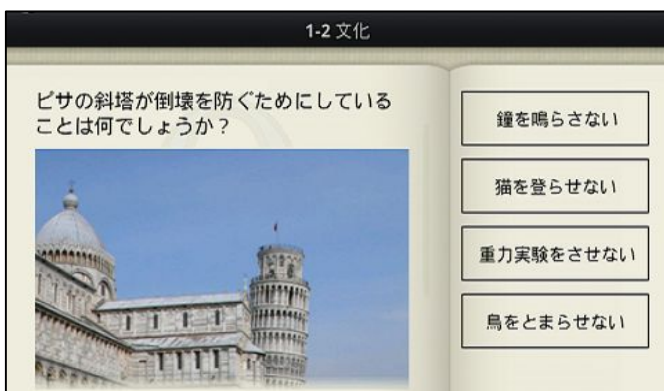 1-2 文化
ピサの斜塔が倒壊を防ぐためにしている
ことは何でしょうか？
鐘を鳴らさない
猫を登らせない
重力実験をさせない
鳥をとまらせない